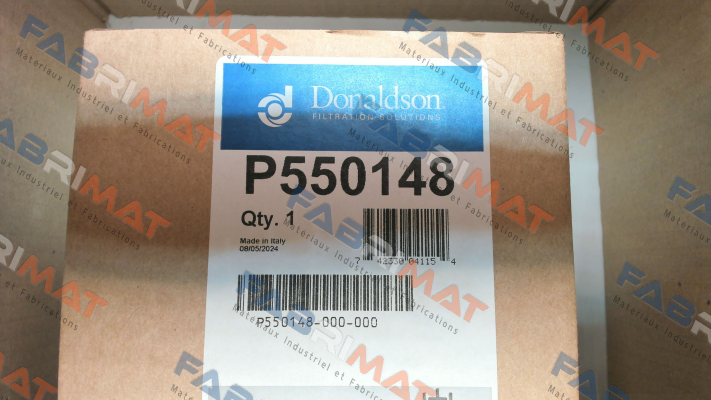 Donaldson
FILTRATION SOLUTIONS
P550148
Qty. 1
Made in Italy
08/05/2024
7 42330 04115 4
P550148-000-000
FABRIMAT
Materiaux Industriel et Fabrications